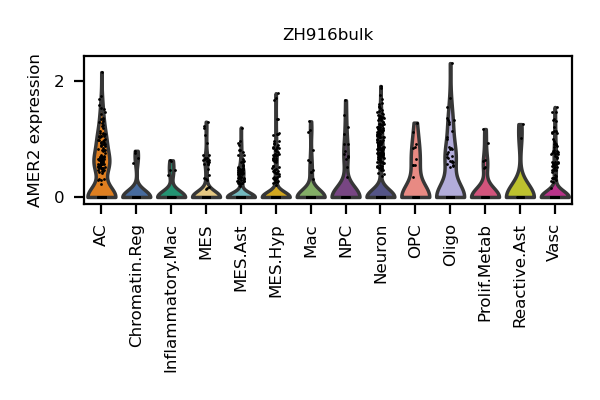 ZH916bulk
AMER2 expression
2
0
AC
Chromatin.Reg
Inflammatory.Mac
MES
MES.Ast
MES.Hyp
Mac
NPC
Neuron
OPC
Oligo
Prolif.Metab
Reactive.Ast
Vasc